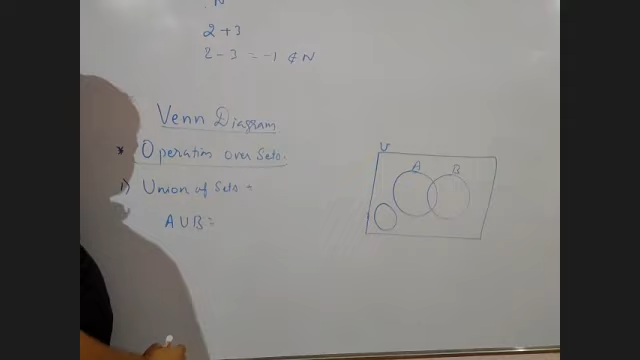 N
2 + 3
2 - 3 = -1 ∉ N
Venn Diagram
* Operation over Sets.
1) Union of Sets =
A ∪ B =
U
A B